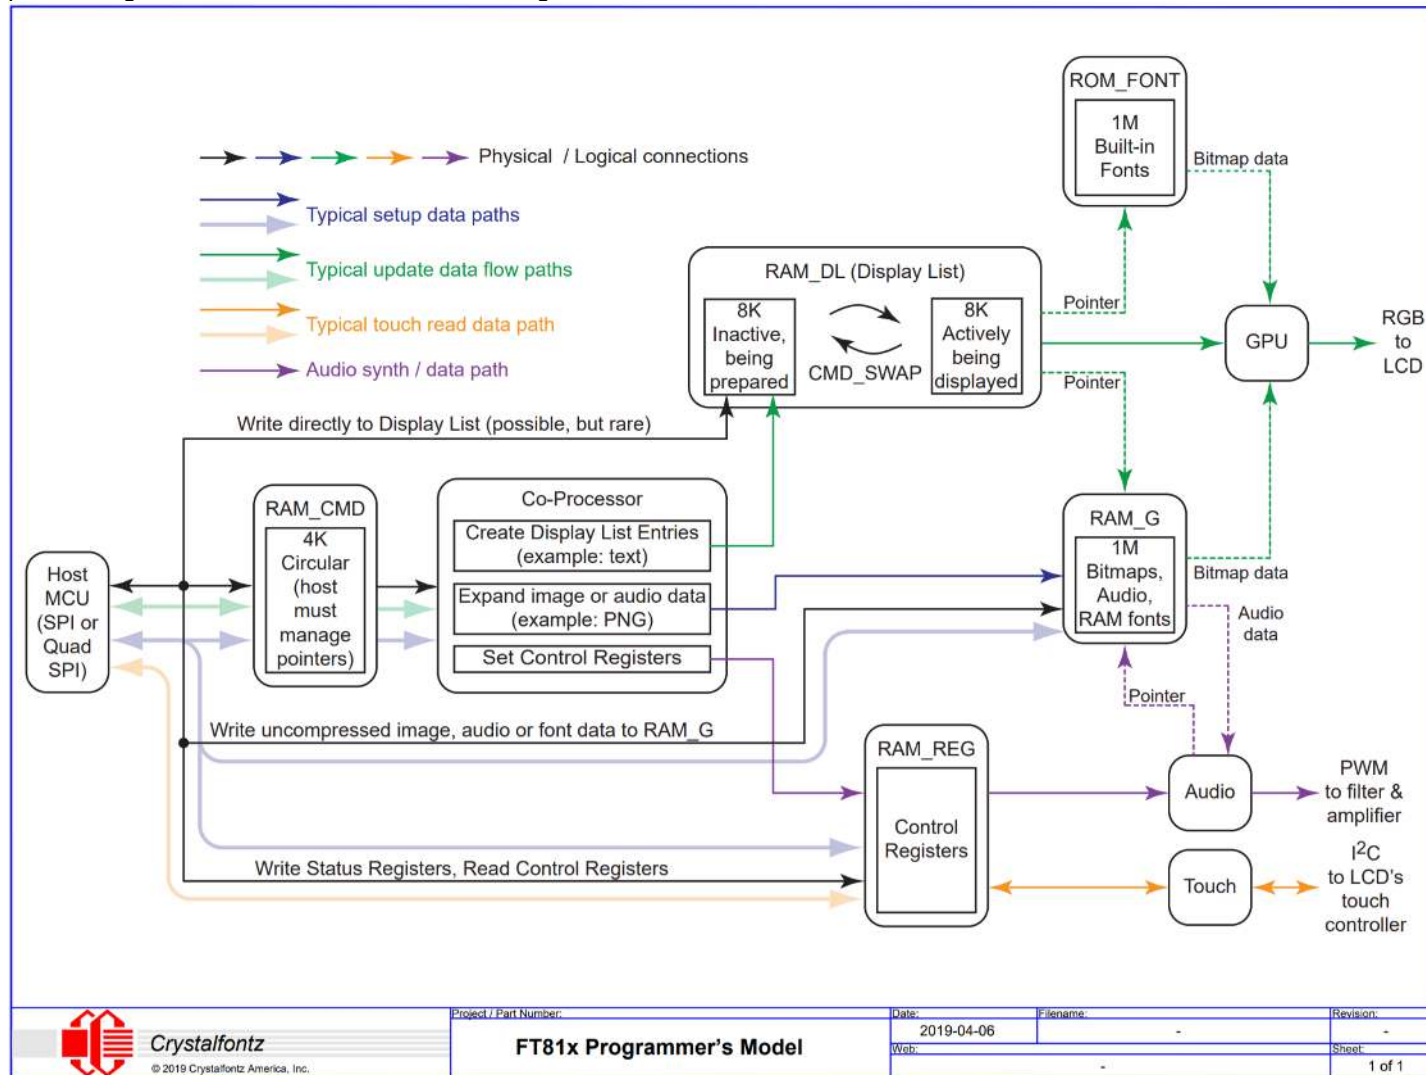 ROM_FONT
1M
Built-in
Fonts
Bitmap data
Physical / Logical connections
Typical setup data paths
Typical update data flow paths
Typical touch read data path
Audio synth / data path
RAM_DL (Display List)
8K
Inactive,
being
prepared
CMD_SWAP
8K
Actively
being
displayed
Pointer
Pointer
GPU
RGB
to
LCD
Write directly to Display List (possible, but rare)
Host
MCU
(SPI or
Quad
SPI)
RAM_CMD
4K
Circular
(host
must
manage
pointers)
Co-Processor
Create Display List Entries
(example: text)
Expand image or audio data
(example: PNG)
Set Control Registers
RAM_G
1M
Bitmaps,
Audio,
RAM fonts
Bitmap data
Audio
data
Pointer
Write uncompressed image, audio or font data to RAM_G
RAM_REG
Control
Registers
Audio
PWM
to filter &
amplifier
Write Status Registers, Read Control Registers
Touch
I²C
to LCD's
touch
controller
Crystalfontz
© 2019 Crystalfontz America, Inc.
Project / Part Number:
FT81x Programmer's Model
Date:
2019-04-06
Filename:
-
Revision:
-
Web:
-
Sheet:
1 of 1